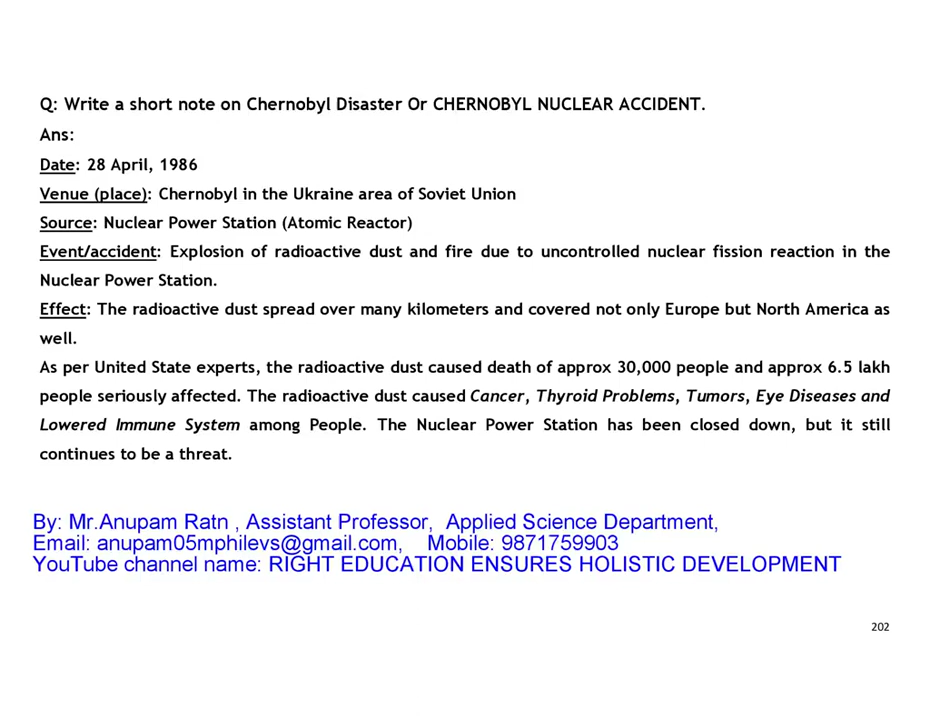 Q: Write a short note on Chernobyl Disaster Or CHERNOBYL NUCLEAR ACCIDENT.
Ans:
Date: 28 April, 1986
Venue (place): Chernobyl in the Ukraine area of Soviet Union
Source: Nuclear Power Station (Atomic Reactor)
Event/accident: Explosion of radioactive dust and fire due to uncontrolled nuclear fission reaction in the
Nuclear Power Station.
Effect: The radioactive dust spread over many kilometers and covered not only Europe but North America as
well.
As per United State experts, the radioactive dust caused death of approx 30,000 people and approx 6.5 lakh
people seriously affected. The radioactive dust caused Cancer, Thyroid Problems, Tumors, Eye Diseases and
Lowered Immune System among People. The Nuclear Power Station has been closed down, but it still
continues to be a threat.
By: Mr.Anupam Ratn , Assistant Professor, Applied Science Department,
Email: anupam05mphilevs@gmail.com, Mobile: 9871759903
YouTube channel name: RIGHT EDUCATION ENSURES HOLISTIC DEVELOPMENT
202